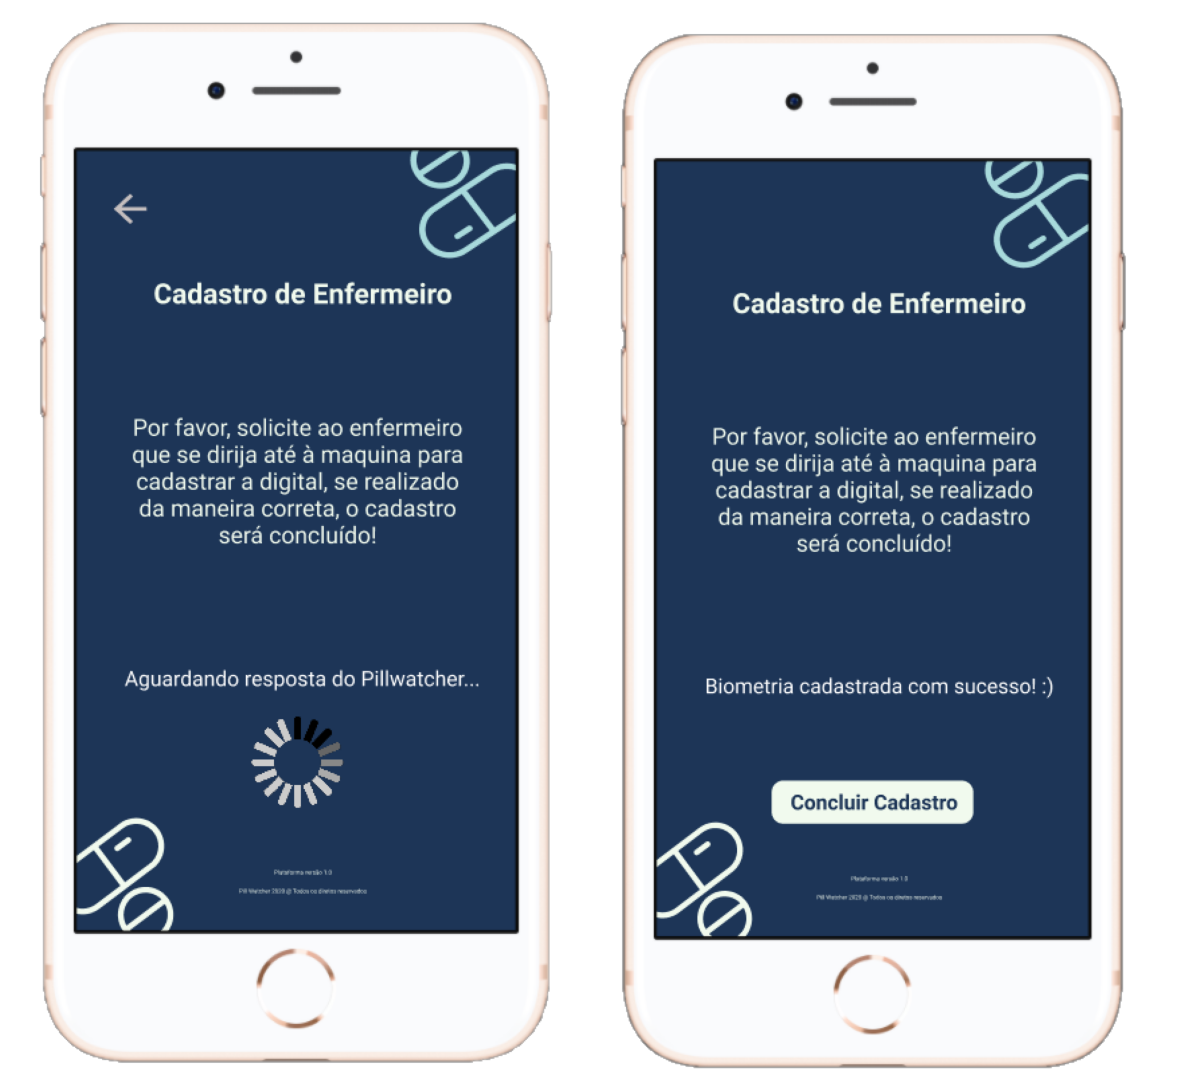 Cadastro de Enfermeiro
Por favor, solicite ao enfermeiro
que se dirija até à maquina para
cadastrar a digital, se realizado
da maneira correta, o cadastro
será concluído!
Aguardando resposta do Pillwatcher...
Plataforma versão 1.0
Pill Watcher 2020 @ Todos os direitos reservados
Cadastro de Enfermeiro
Por favor, solicite ao enfermeiro
que se dirija até à maquina para
cadastrar a digital, se realizado
da maneira correta, o cadastro
será concluído!
Biometria cadastrada com sucesso! :)
Concluir Cadastro
Plataforma versão 1.0
Pill Watcher 2020 @ Todos os direitos reservados